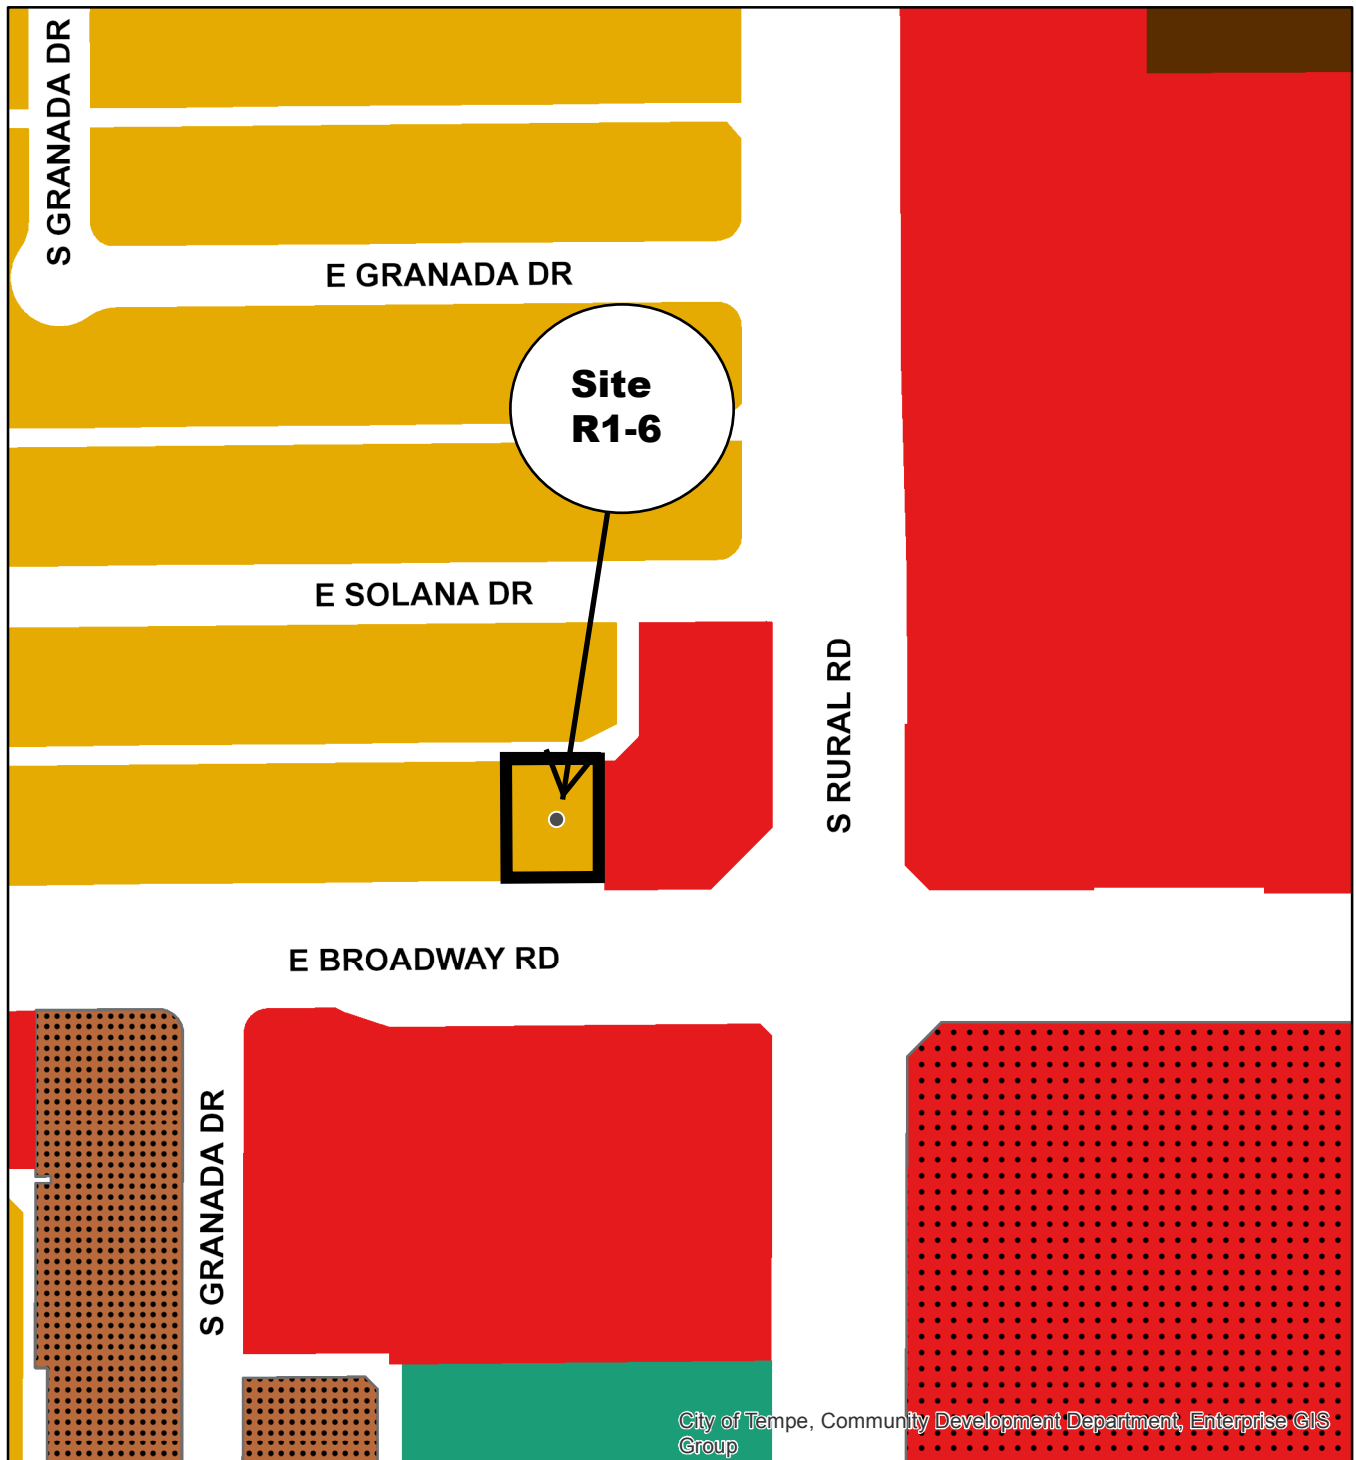 S GRANADA DR
E GRANADA DR
Site
R1-6
E SOLANA DR
S RURAL RD
E BROADWAY RD
S GRANADA DR
City of Tempe, Community Development Department, Enterprise GIS
Group